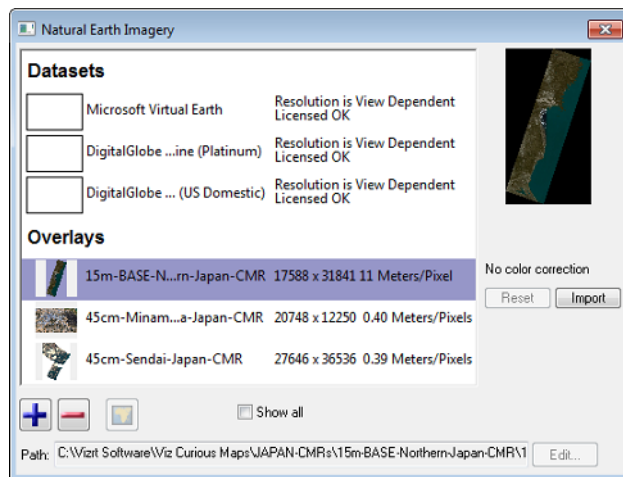 Natural Earth Imagery
Datasets
Microsoft Virtual Earth Resolution is View Dependent
Licensed OK
DigitalGlobe ...ine (Platinum) Resolution is View Dependent
Licensed OK
DigitalGlobe ... (US Domestic) Resolution is View Dependent
Licensed OK
Overlays
15m-BASE-N...rn-Japan-CMR 17588 x 31841 11 Meters/Pixel
45cm-Minam...a-Japan-CMR 20748 x 12250 0.40 Meters/Pixels
45cm-Sendai-Japan-CMR 27646 x 36536 0.39 Meters/Pixels
No color correction
Reset Import
Show all
Path: C:\Vizrt Software\Viz Curious Maps\JAPAN-CMRs\15m-BASE-Northern-Japan-CMR\1 Edit...